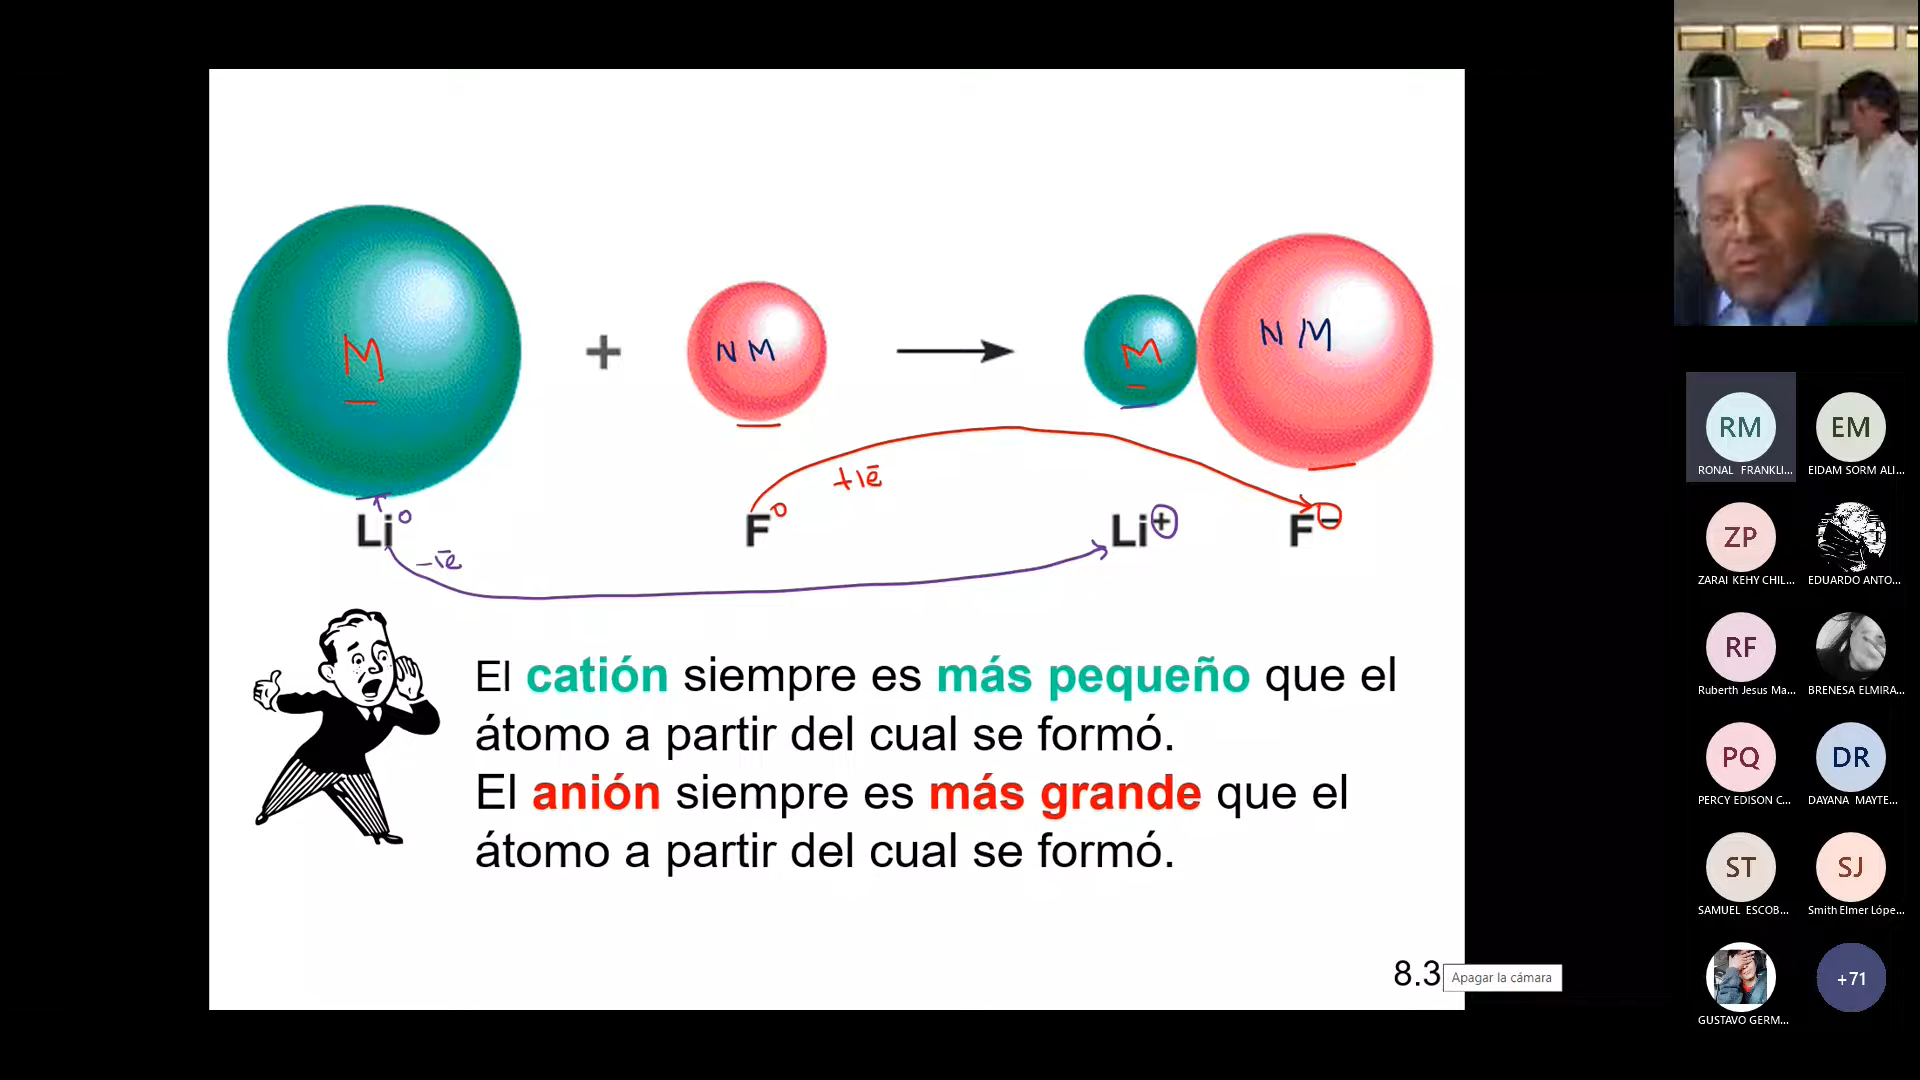 M
+
N M
M
N M
+1ē
Li⁰
F⁰
Li⁺
F⁻
-1ē
El catión siempre es más pequeño que el
átomo a partir del cual se formó.
El anión siempre es más grande que el
átomo a partir del cual se formó.
8.3
Apagar la cámara
RM
EM
RONAL FRANKLI...
EIDAM SORM ALI...
ZP
ZARAI KEHY CHIL...
EDUARDO ANTO...
RF
Ruberth Jesus Ma...
BRENESA ELMIRA...
PQ
DR
PERCY EDISON C...
DAYANA MAYTE...
ST
SJ
SAMUEL ESCOB...
Smith Elmer Lópe...
+71
GUSTAVO GERM...